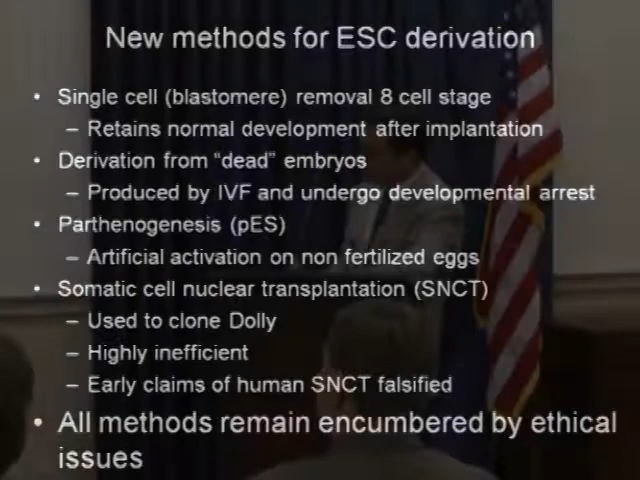 New methods for ESC derivation
• Single cell (blastomere) removal 8 cell stage
– Retains normal development after implantation
• Derivation from “dead” embryos
– Produced by IVF and undergo developmental arrest
• Parthenogenesis (pES)
– Artificial activation on non fertilized eggs
• Somatic cell nuclear transplantation (SNCT)
– Used to clone Dolly
– Highly inefficient
– Early claims of human SNCT falsified
• All methods remain encumbered by ethical
issues